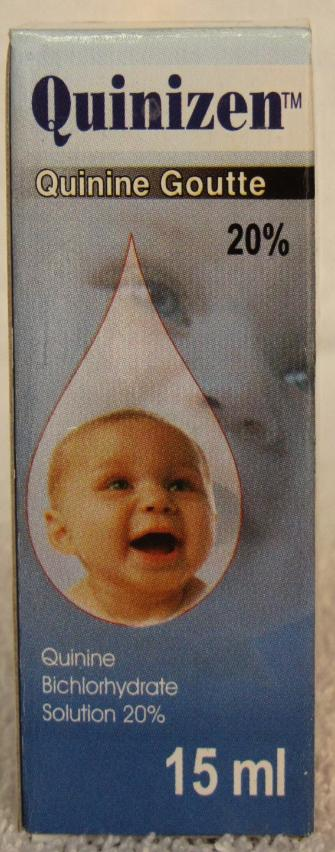 Quinizen™
Quinine Goutte
20%
Quinine
Bichlorhydrate
Solution 20%
15 ml